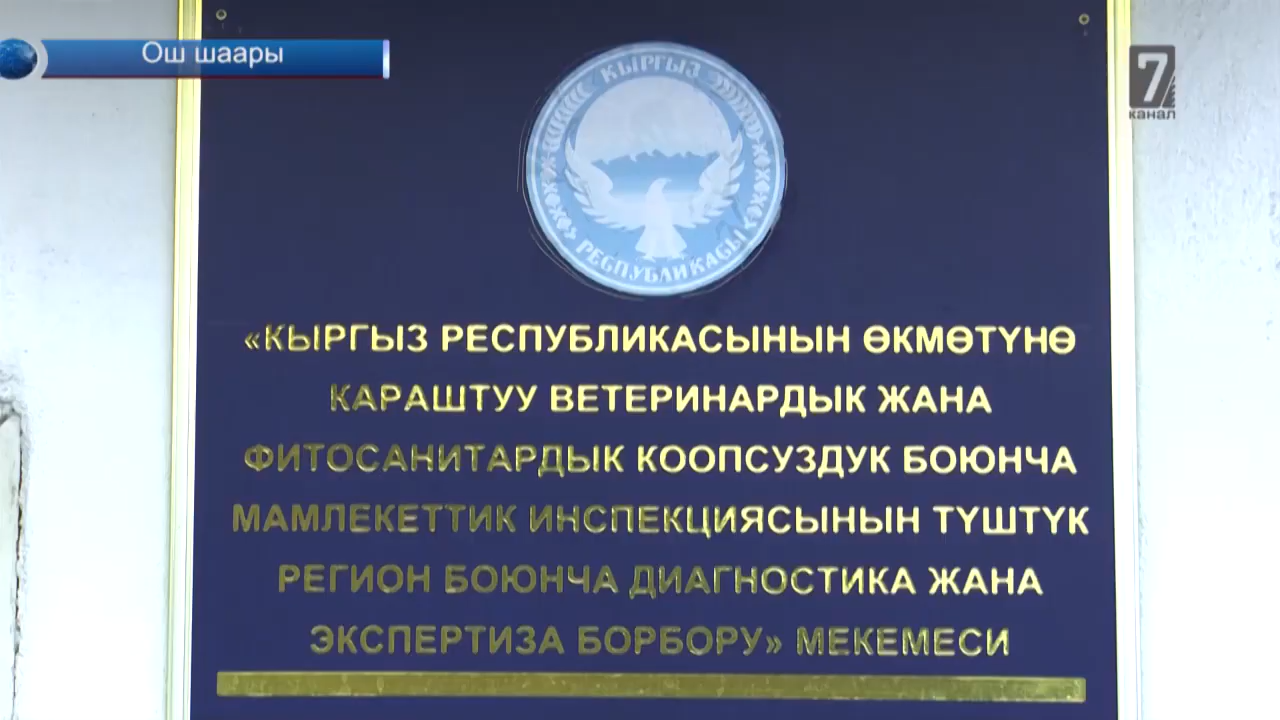 Ош шаары
7
канал
КЫРГЫЗ
РЕСПУБЛИКАСЫ
«КЫРГЫЗ РЕСПУБЛИКАСЫНЫН ӨКМӨТҮНӨ
КАРАШТУУ ВЕТЕРИНАРДЫК ЖАНА
ФИТОСАНИТАРДЫК КООПСУЗДУК БОЮНЧА
МАМЛЕКЕТТИК ИНСПЕКЦИЯСЫНЫН ТҮШТҮК
РЕГИОН БОЮНЧА ДИАГНОСТИКА ЖАНА
ЭКСПЕРТИЗА БОРБОРУ» МЕКЕМЕСИ